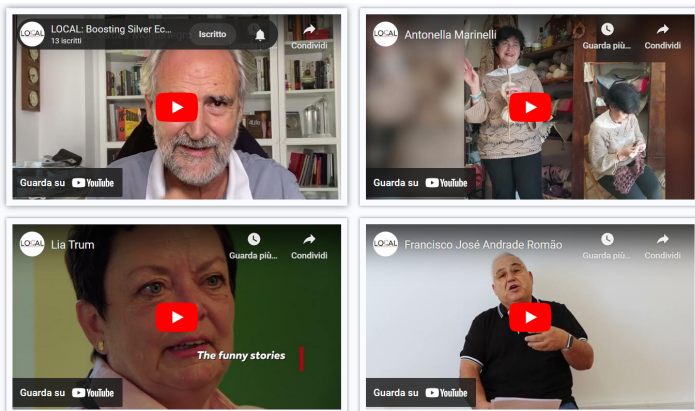 LOCAL
LOCAL: Boosting Silver Ec...
13 iscritti
Iscritto
Condividi
Guarda su YouTube
LOCAL
Antonella Marinelli
Guarda più...
Condividi
Guarda su YouTube
LOCAL
Lia Trum
Guarda più...
Condividi
The funny stories
Guarda su YouTube
LOCAL
Francisco José Andrade Romão
Guarda più...
Condividi
Guarda su YouTube